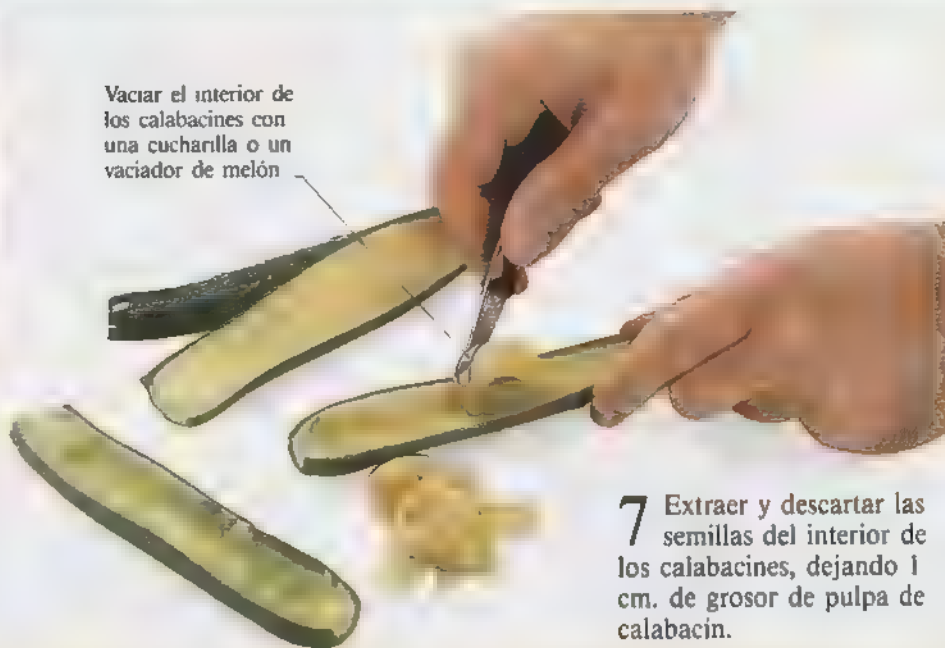 Vaciar el interior de
los calabacines con
una cucharilla o un
vaciador de melón
7 Extraer y descartar las
semillas del interior de
los calabacines, dejando 1
cm. de grosor de pulpa de
calabacín.